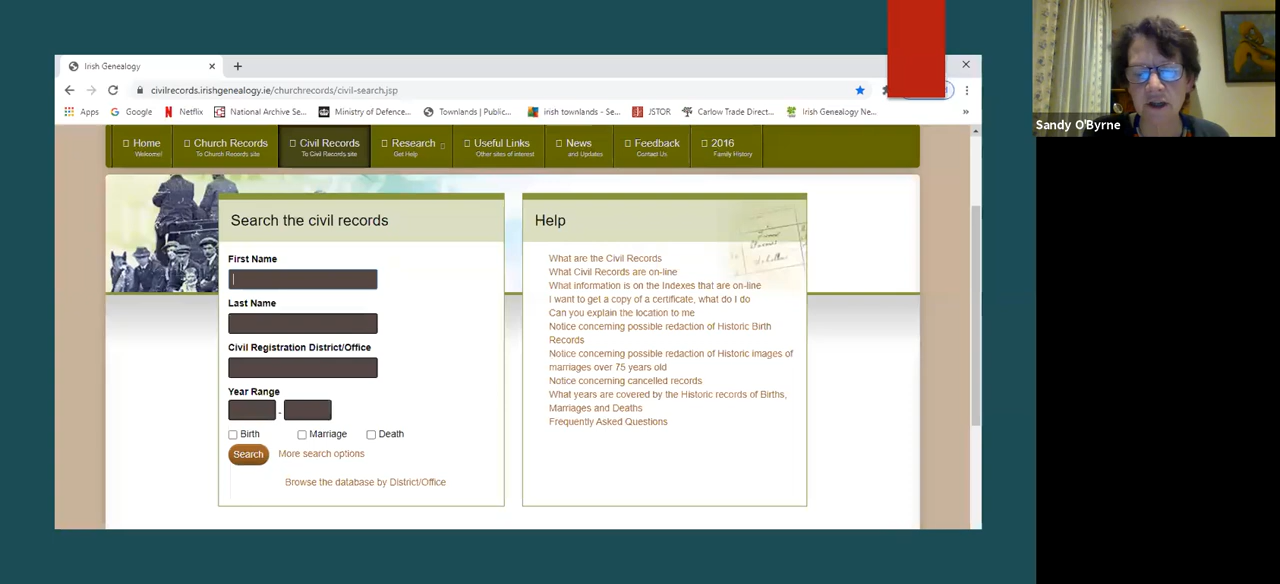 Irish Genealogy
civilrecords.irishgenealogy.ie/churchrecords/civil-search.jsp
Apps Google Netflix National Archive Se... Ministry of Defence... Townlands | Public... irish townlands - Se... JSTOR Carlow Trade Direct... Irish Genealogy Ne... »
Home Church Records Civil Records Research Useful Links News Feedback 2016
Welcome! To Church Records site To Civil Records site Get Help Other sites of interest and Updates Contact Us Family History
Search the civil records
First Name
Last Name
Civil Registration District/Office
Year Range
-
Birth Marriage Death
Search More search options
Browse the database by District/Office
Help
What are the Civil Records
What Civil Records are on-line
What information is on the Indexes that are on-line
I want to get a copy of a certificate, what do I do
Can you explain the location to me
Notice concerning possible redaction of Historic Birth
Records
Notice concerning possible redaction of Historic images of
marriages over 75 years old
Notice concerning cancelled records
What years are covered by the Historic records of Births,
Marriages and Deaths
Frequently Asked Questions
Sandy O'Byrne